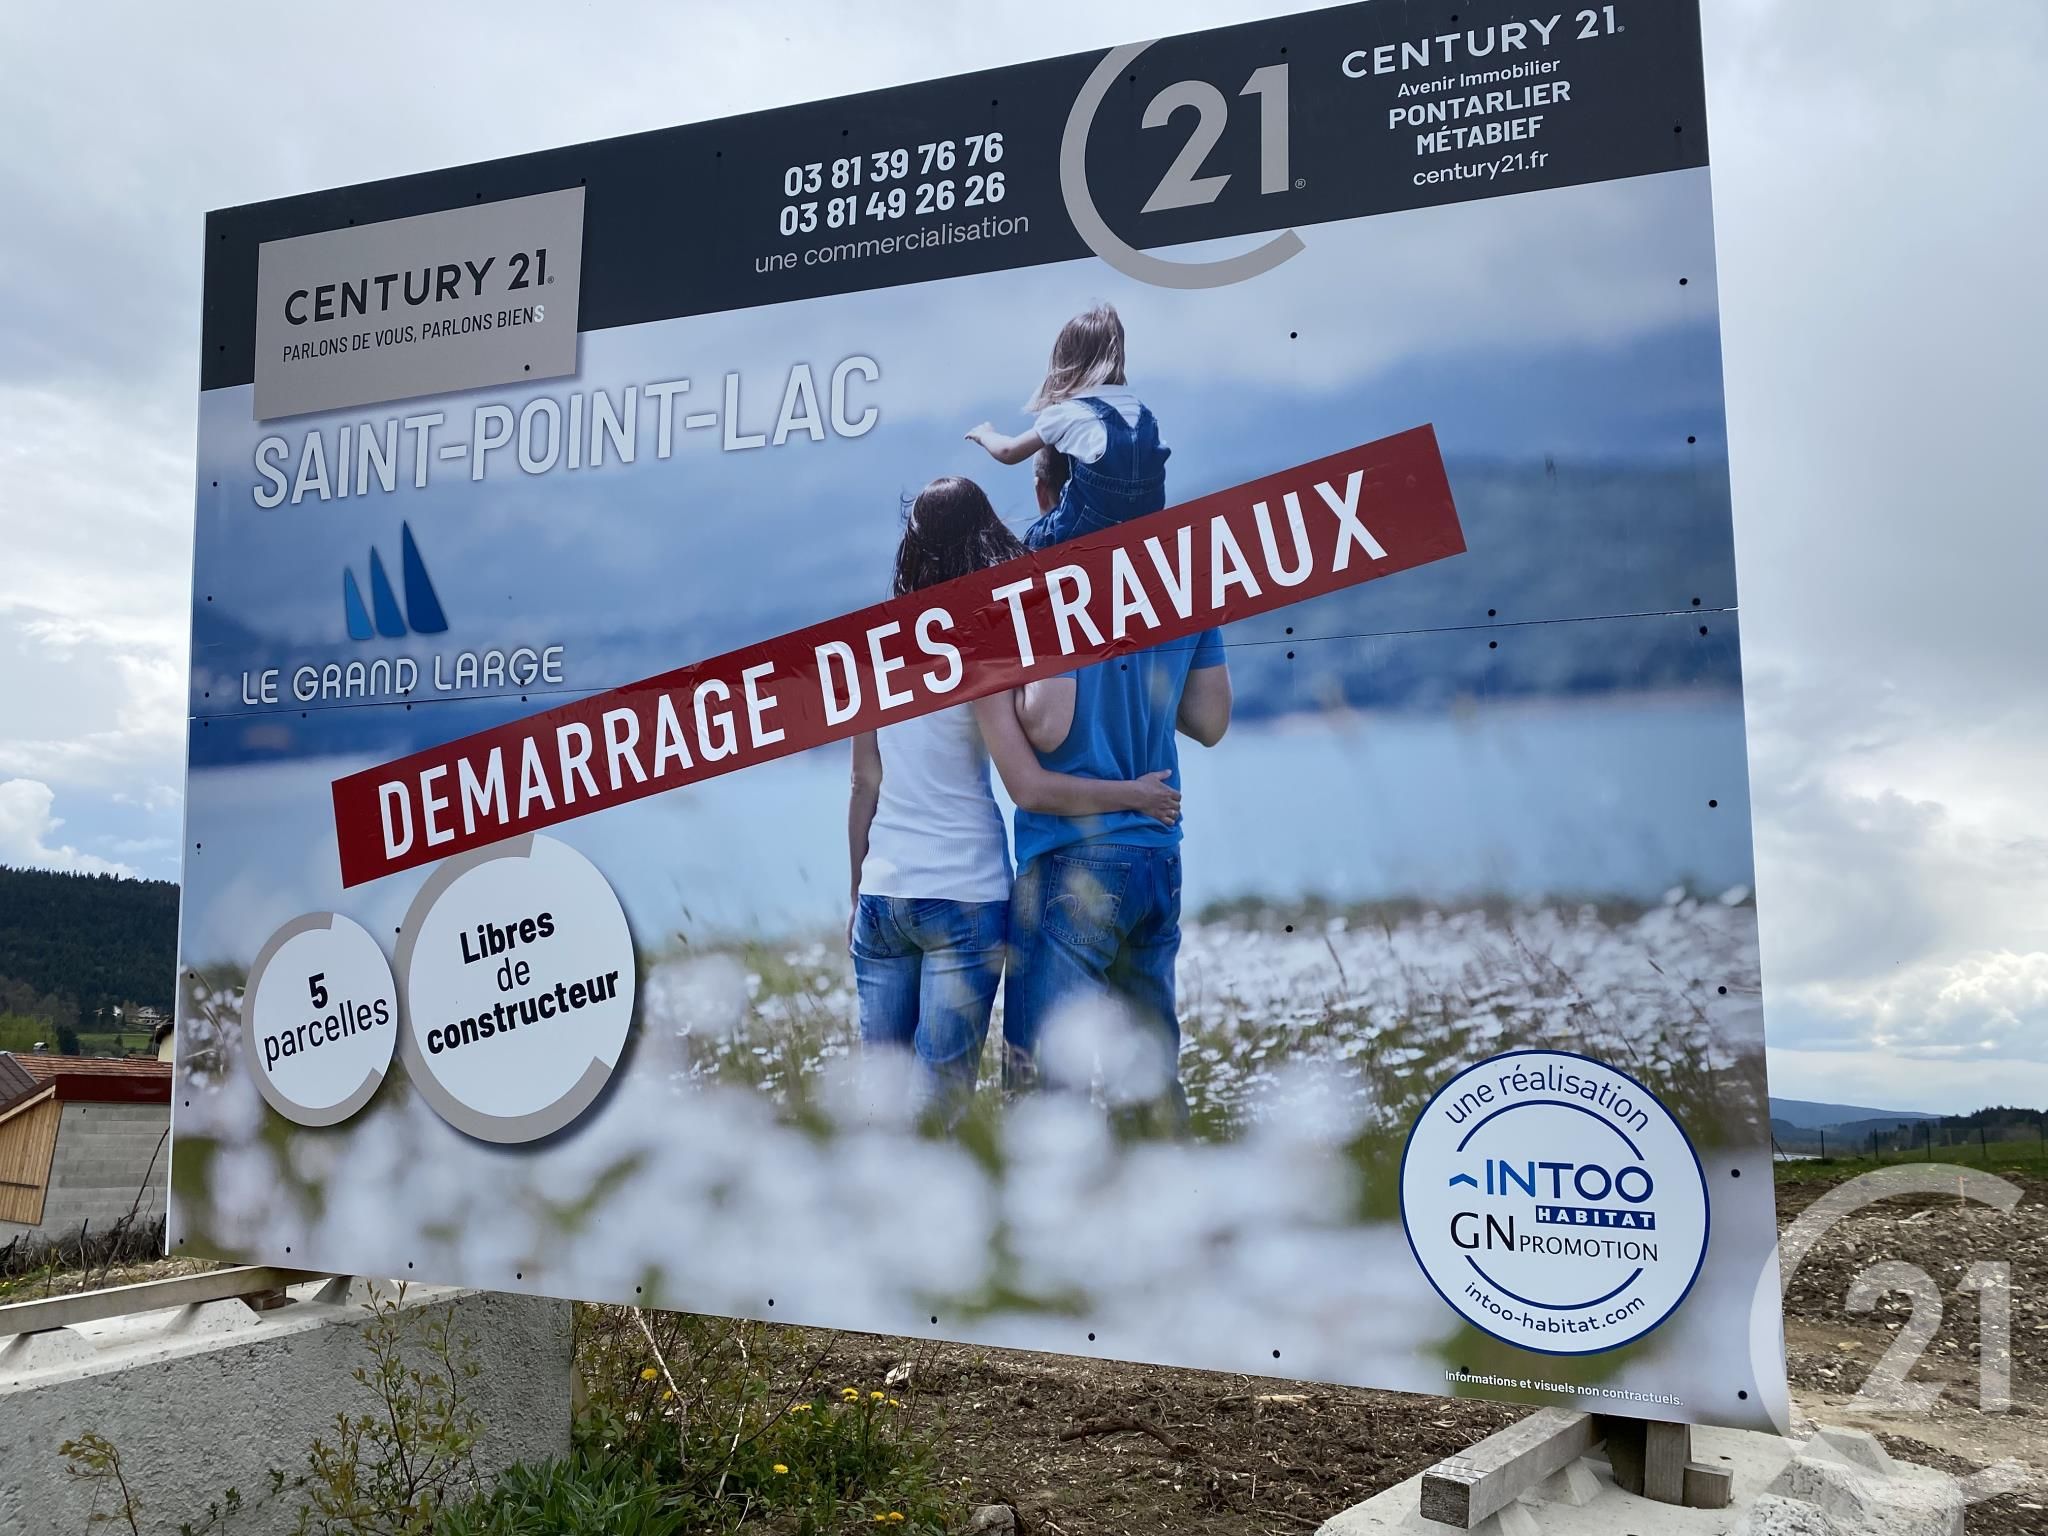 CENTURY 21®
Avenir Immobilier
PONTARLIER
MÉTABIEF
century21.fr
21®
03 81 39 76 76
03 81 49 26 26
une commercialisation
CENTURY 21®
PARLONS DE VOUS, PARLONS BIENS
SAINT-POINT-LAC
LE GRAND LARGE
DEMARRAGE DES TRAVAUX
5
parcelles
Libres
de
constructeur
une réalisation
INTOO
HABITAT
GN PROMOTION
intoo-habitat.com
Informations et visuels non contractuels.
21